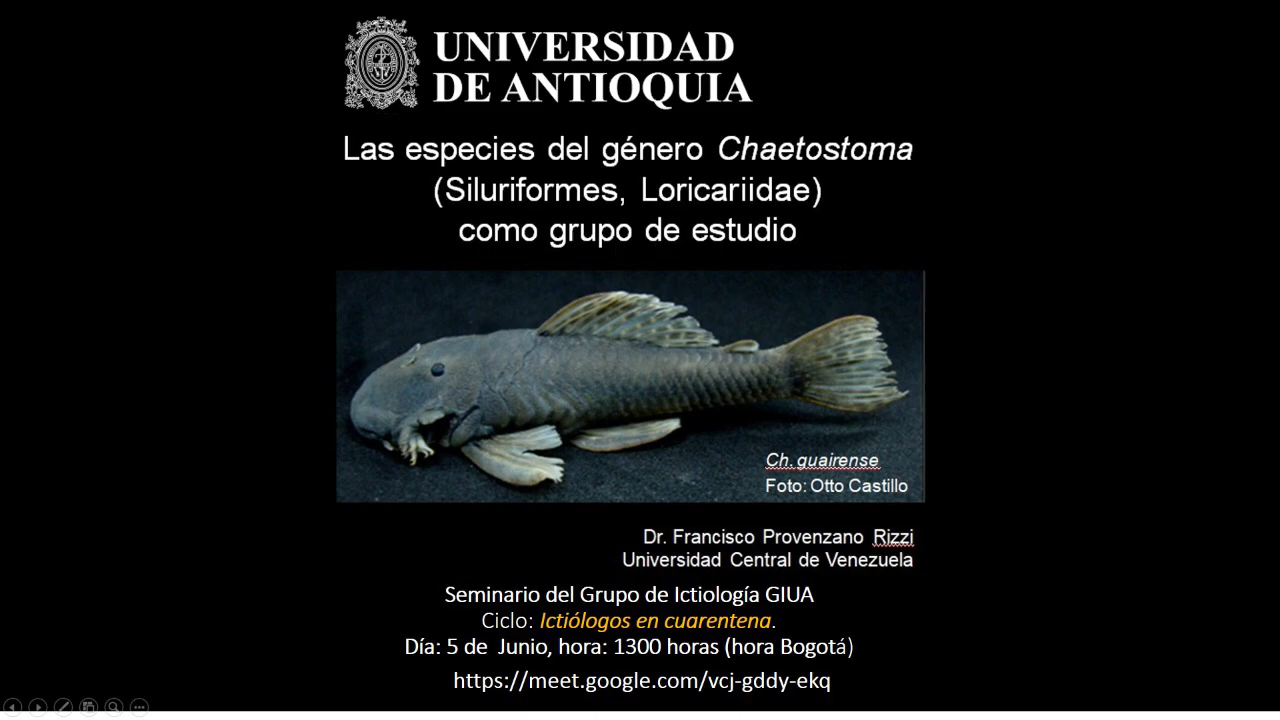 UNIVERSIDAD
DE ANTIOQUIA
Las especies del género Chaetostoma
(Siluriformes, Loricariidae)
como grupo de estudio
Ch. guairense
Foto: Otto Castillo
Dr. Francisco Provenzano Rizzi
Universidad Central de Venezuela
Seminario del Grupo de Ictiología GIUA
Ciclo: Ictiólogos en cuarentena.
Día: 5 de Junio, hora: 1300 horas (hora Bogotá)
https://meet.google.com/vcj-gddy-ekq